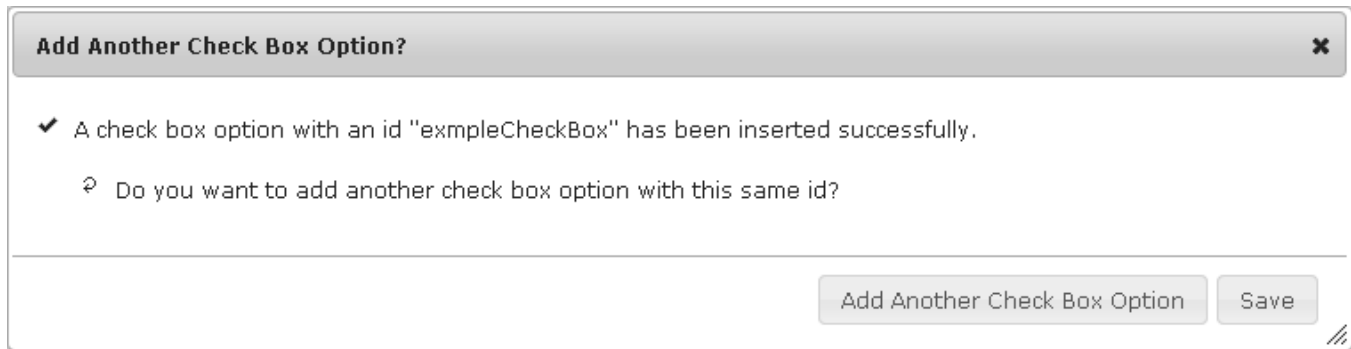 Add Another Check Box Option?
A check box option with an id "exmpleCheckBox" has been inserted successfully.
Do you want to add another check box option with this same id?
Add Another Check Box Option Save